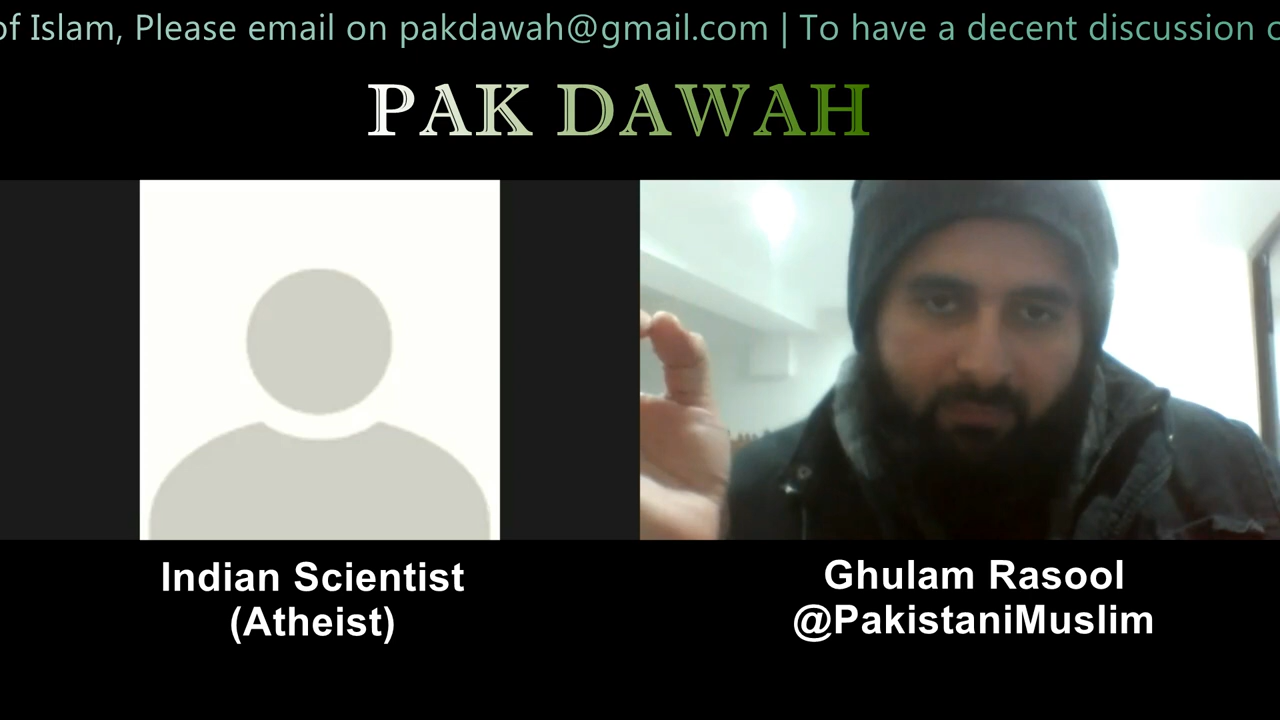 of Islam, Please email on pakdawah@gmail.com | To have a decent discussion
PAK DAWAH
Indian Scientist
(Atheist)
Ghulam Rasool
@PakistaniMuslim